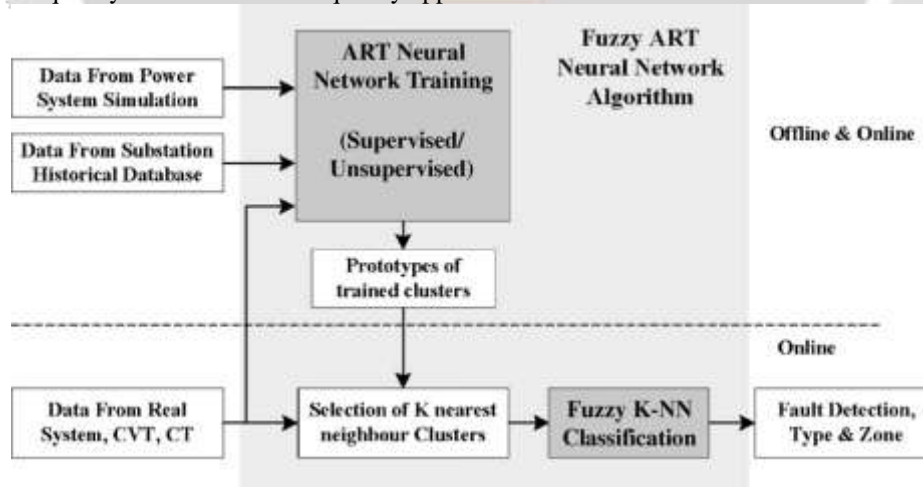 ART Neural
Network Training
(Supervised/
Unsupervised)
Fuzzy ART
Neural Network
Algorithm
Data From Power
System Simulation
Data From Substation
Historical Database
Offline & Online
Prototypes of
trained clusters
Online
Data From Real
System, CVT, CT
Selection of K nearest
neighbour Clusters
Fuzzy K-NN
Classification
Fault Detection,
Type & Zone